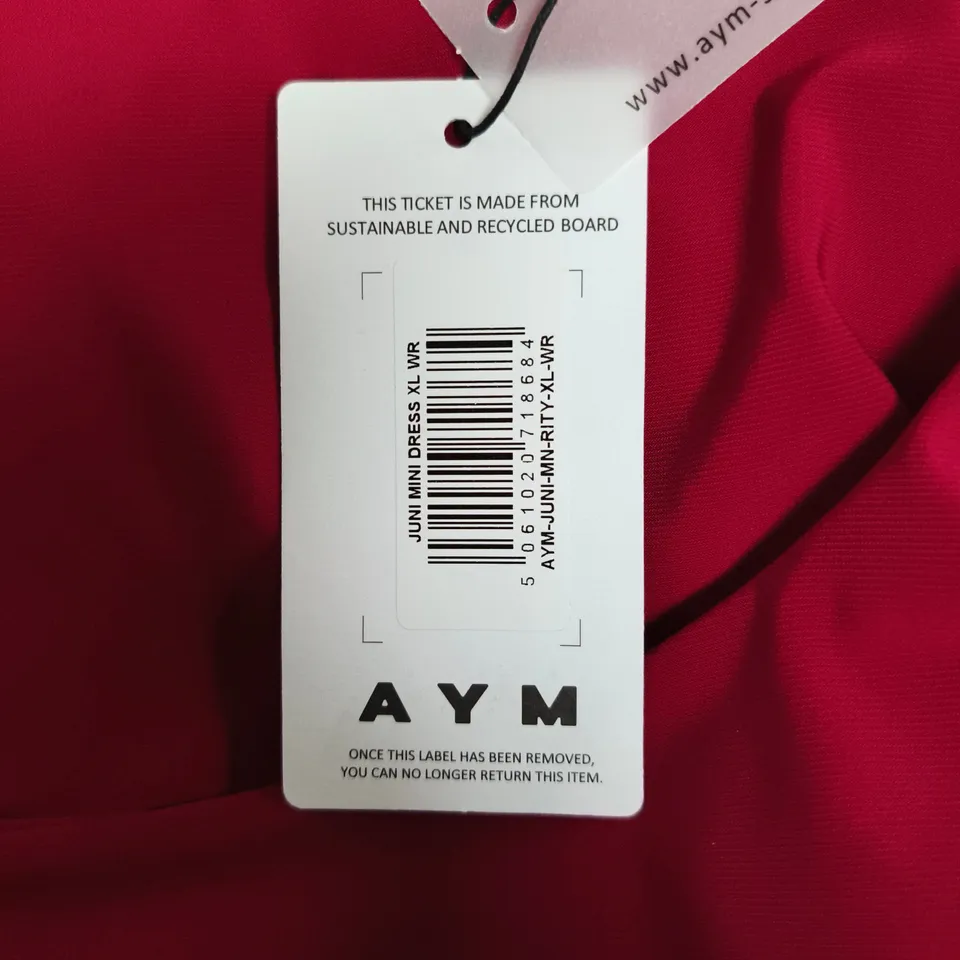 www.aym-
THIS TICKET IS MADE FROM
SUSTAINABLE AND RECYCLED BOARD
JUNI MINI DRESS XL WR
5 061020 718684
AYM-JUNI-MN-RITY-XL-WR
AYM
ONCE THIS LABEL HAS BEEN REMOVED,
YOU CAN NO LONGER RETURN THIS ITEM.